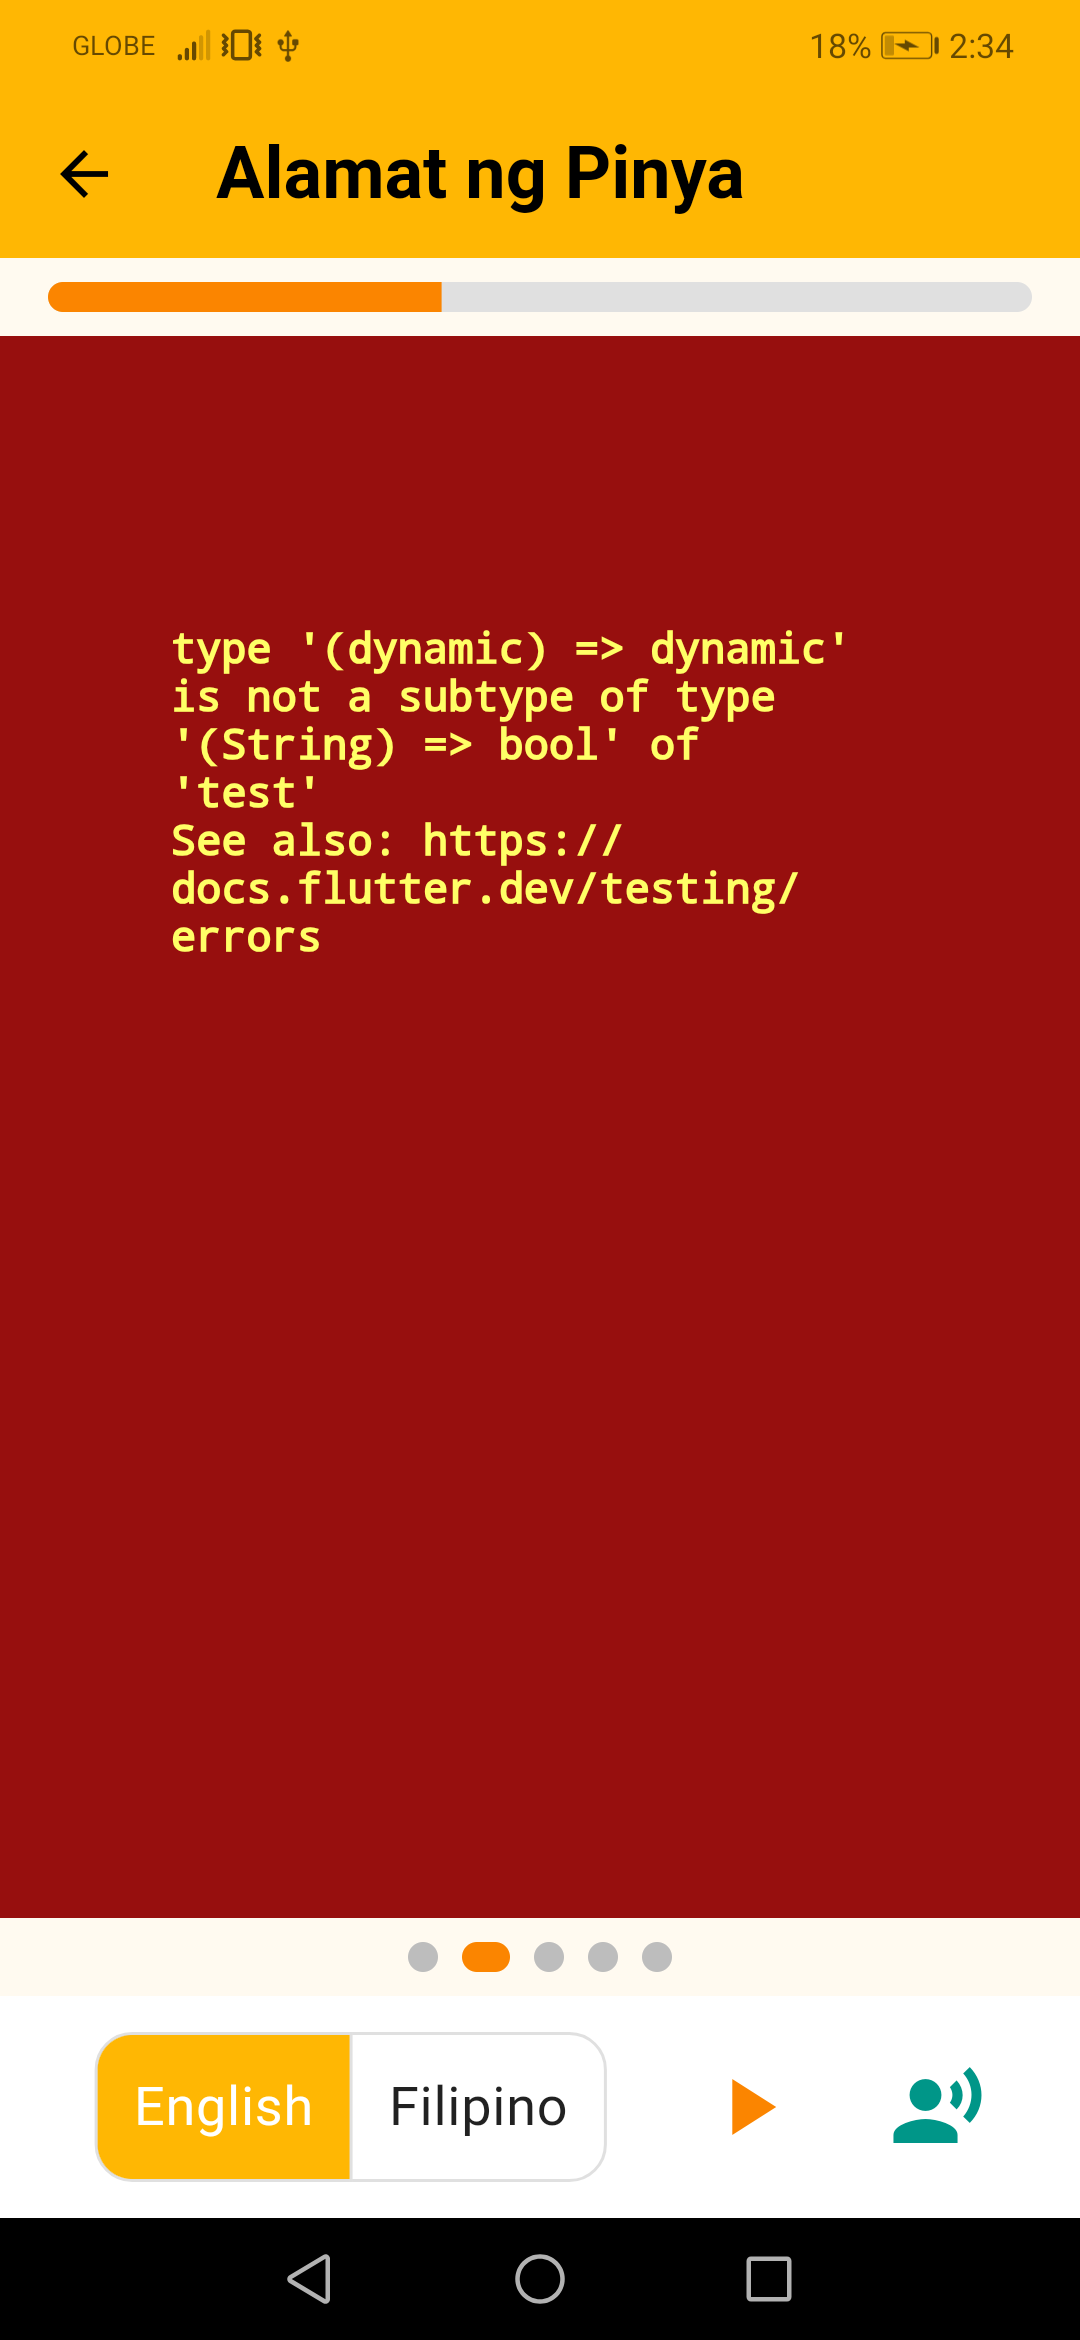 GLOBE 18% 2:34
Alamat ng Pinya
type '(dynamic) => dynamic'
is not a subtype of type
'(String) => bool' of
'test'
See also: https://
docs.flutter.dev/testing/
errors
English Filipino